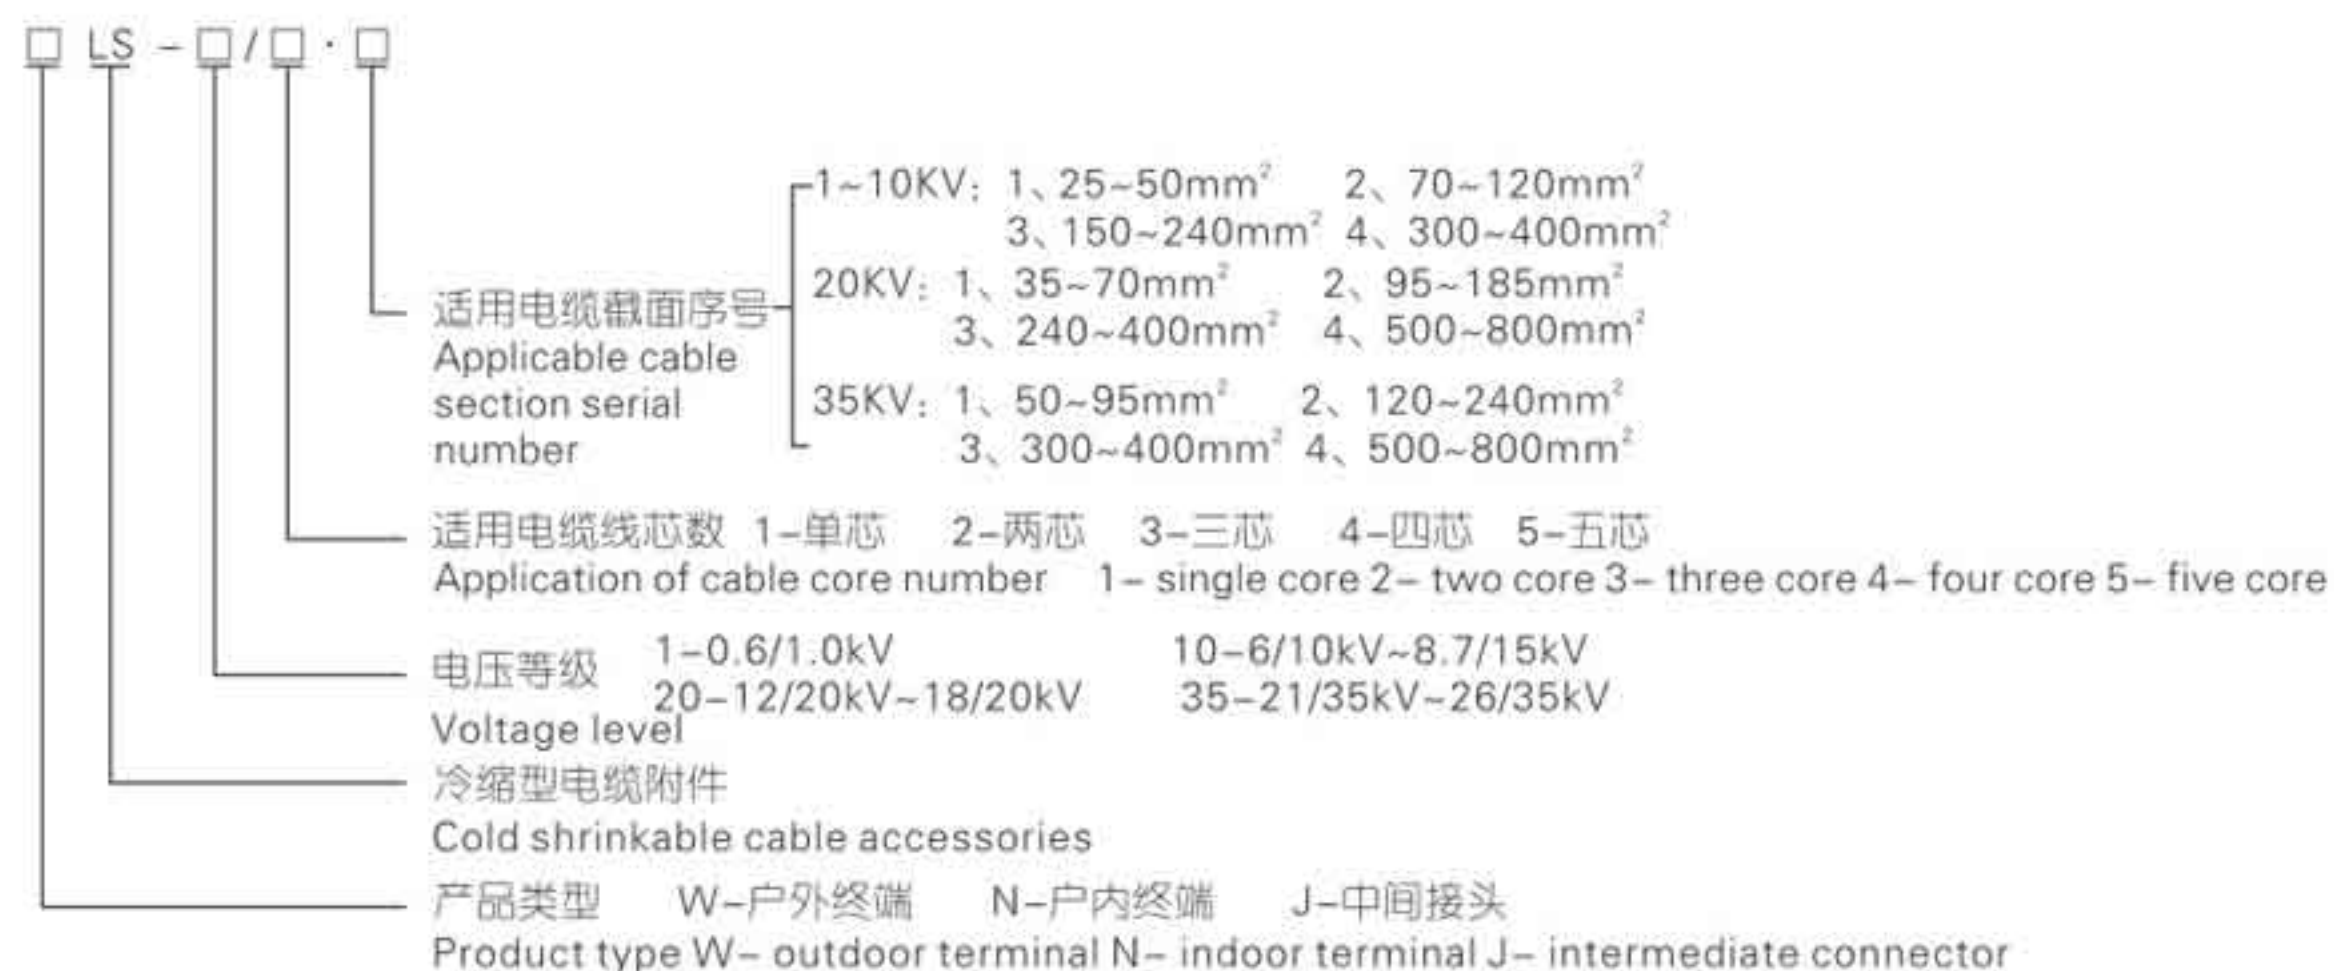 □ LS－□/□·□
1~10KV: 1、25~50mm² 2、70~120mm²
3、150~240mm² 4、300~400mm²
20KV: 1、35~70mm² 2、95~185mm²
3、240~400mm² 4、500~800mm²
35KV: 1、50~95mm² 2、120~240mm²
3、300~400mm² 4、500~800mm²
适用电缆截面序号
Applicable cable
section serial
number
适用电缆线芯数 1-单芯 2-两芯 3-三芯 4-四芯 5-五芯
Application of cable core number 1- single core 2- two core 3- three core 4- four core 5- five core
电压等级 1-0.6/1.0kV 10-6/10kV~8.7/15kV
20-12/20kV~18/20kV 35-21/35kV~26/35kV
Voltage level
冷缩型电缆附件
Cold shrinkable cable accessories
产品类型 W-户外终端 N-户内终端 J-中间接头
Product type W- outdoor terminal N- indoor terminal J- intermediate connector